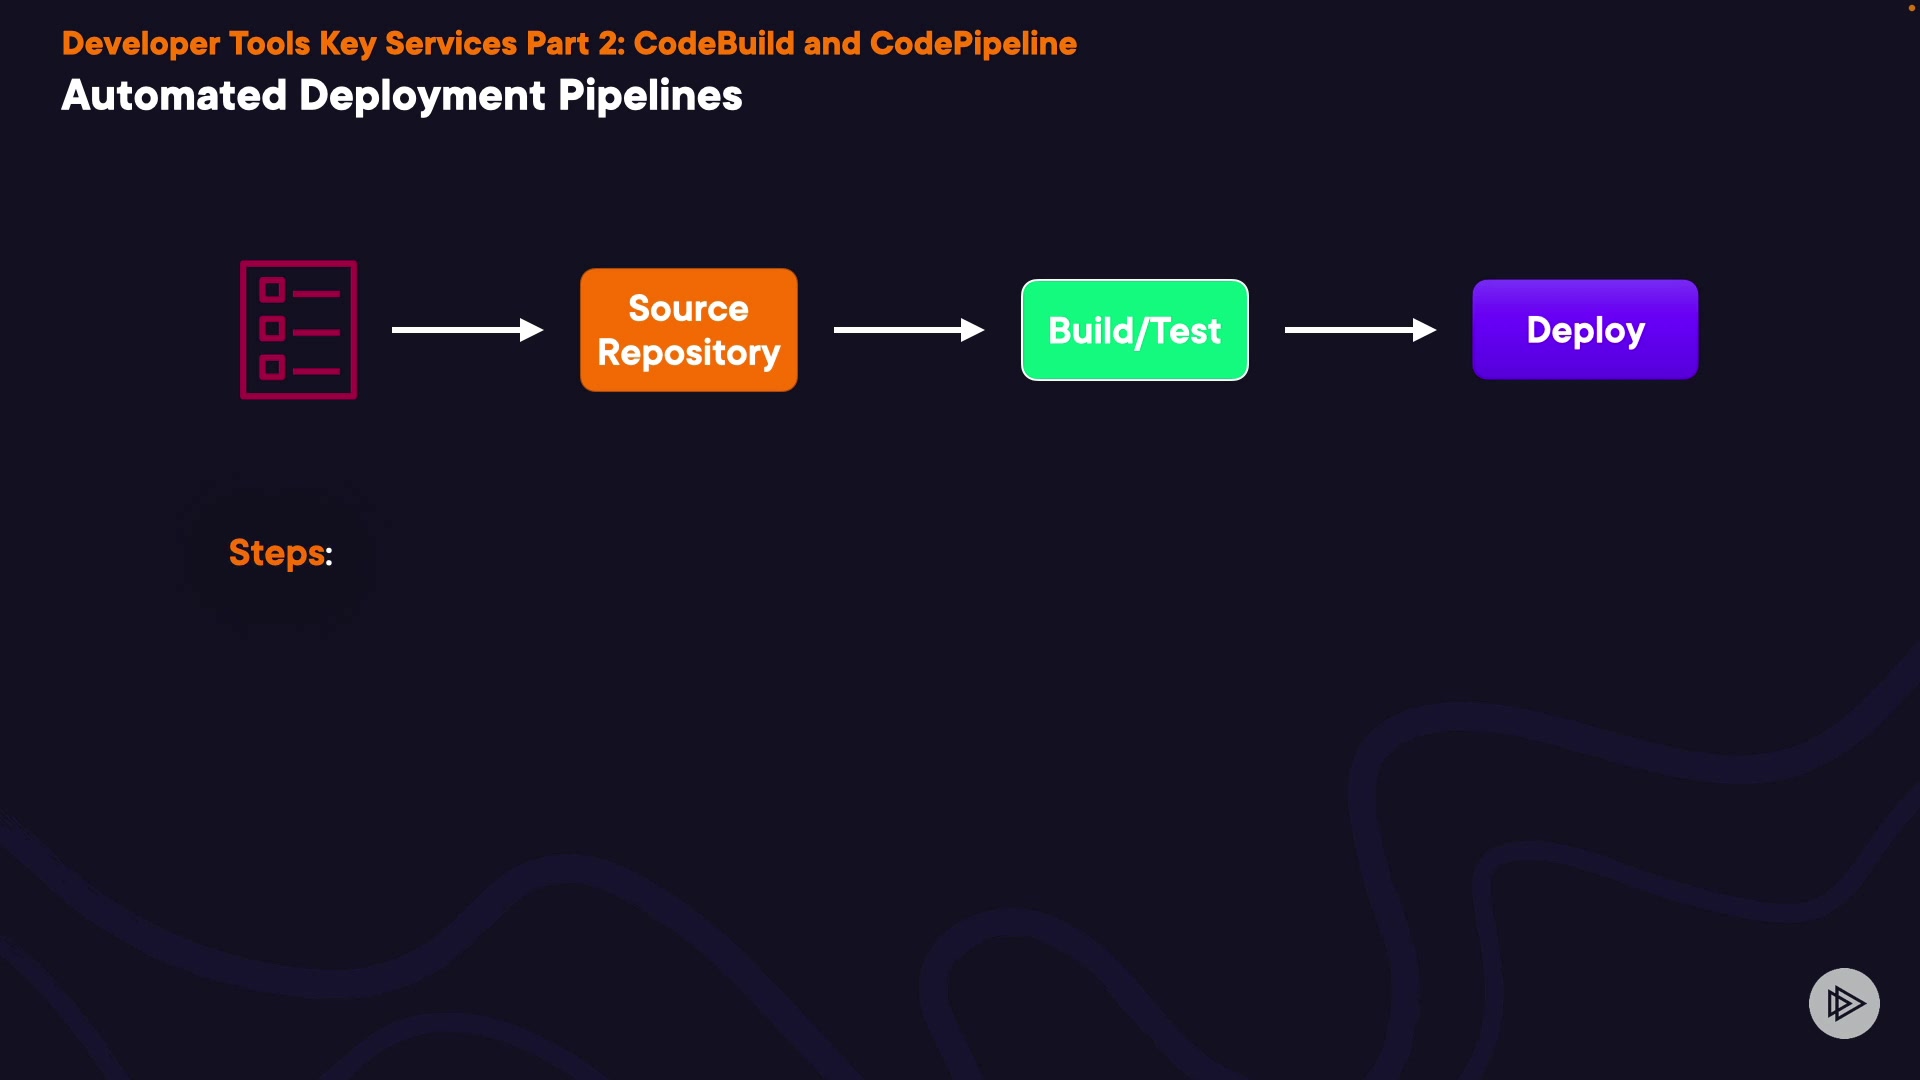 Developer Tools Key Services Part 2: CodeBuild and CodePipeline
Automated Deployment Pipelines
Source
Repository
Build/Test
Deploy
Steps: